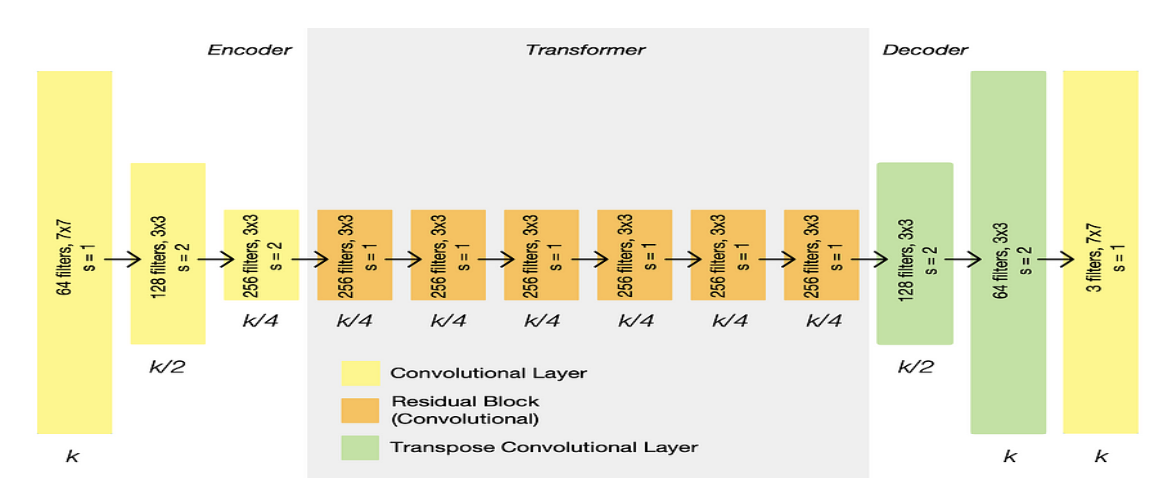 Encoder
Transformer
Decoder
64 filters, 7x7
s = 1
128 filters, 3x3
s = 2
256 filters, 3x3
s = 2
256 filters, 3x3
s = 1
256 filters, 3x3
s = 1
256 filters, 3x3
s = 1
256 filters, 3x3
s = 1
256 filters, 3x3
s = 1
256 filters, 3x3
s = 1
128 filters, 3x3
s = 2
64 filters, 3x3
s = 2
3 filters, 7x7
s = 1
k
k/2
k/4
k/4
k/4
k/4
k/4
k/4
k/4
k/2
k
k
Convolutional Layer
Residual Block
(Convolutional)
Transpose Convolutional Layer